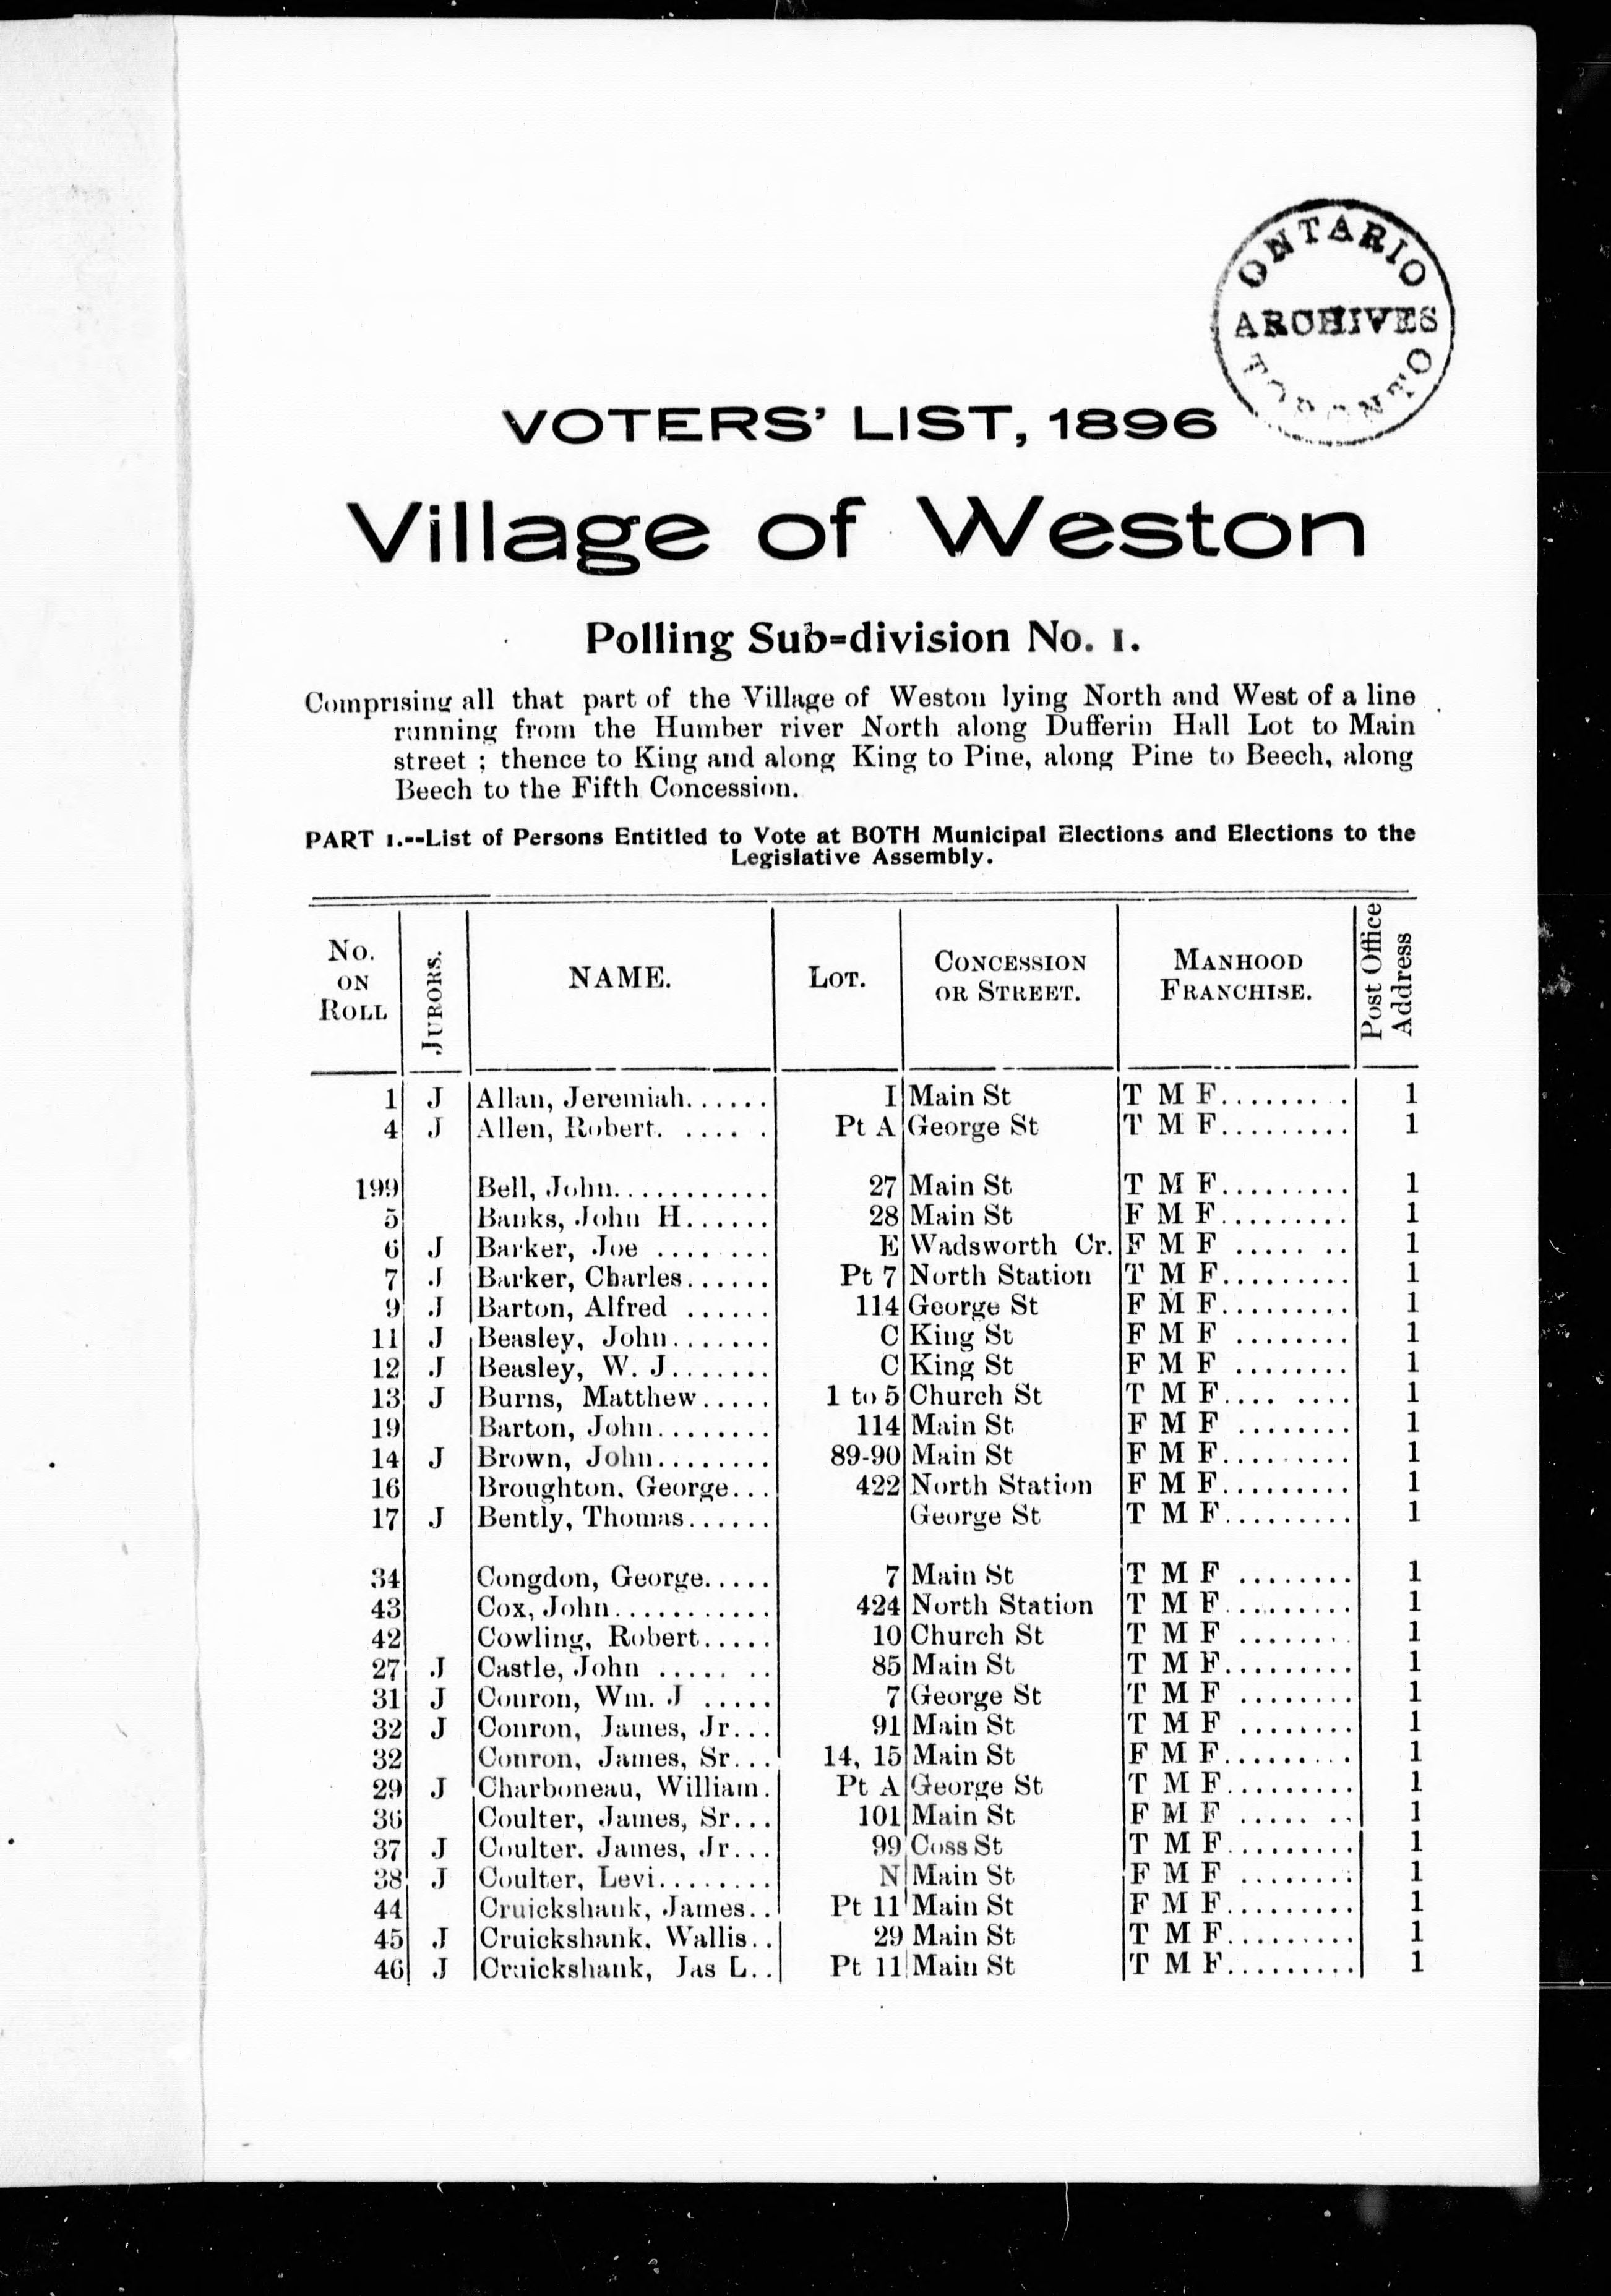 ONTARIO
ARCHIVES
TORONTO
VOTERS' LIST, 1896
Village of Weston
Polling Sub=division No. 1.
Comprising all that part of the Village of Weston lying North and West of a line
running from the Humber river North along Dufferin Hall Lot to Main
street ; thence to King and along King to Pine, along Pine to Beech, along
Beech to the Fifth Concession.
PART 1.--List of Persons Entitled to Vote at BOTH Municipal Elections and Elections to the
Legislative Assembly.
No. ON ROLL JURORS. NAME. LOT. CONCESSION OR STREET. MANHOOD FRANCHISE. Post Office Address
1 J Allan, Jeremiah...... I Main St T M F......... 1
4 J Allen, Robert. ..... . Pt A George St T M F......... 1
199 Bell, John............ 27 Main St T M F......... 1
5 Banks, John H...... 28 Main St F M F......... 1
6 J Barker, Joe .... ... E Wadsworth Cr. F M F ..... .. 1
7 J Barker, Charles...... Pt 7 North Station T M F......... 1
9 J Barton, Alfred ...... 114 George St F M F......... 1
11 J Beasley, John....... C King St F M F ........ 1
12 J Beasley, W. J....... C King St F M F ........ 1
13 J Burns, Matthew..... 1 to 5 Church St T M F.... .... 1
19 Barton, John........ 114 Main St F M F ........ 1
14 J Brown, John........ 89-90 Main St F M F......... 1
16 Broughton, George... 422 North Station F M F......... 1
17 J Bently, Thomas...... George St T M F......... 1
34 Congdon, George..... 7 Main St T M F ........ 1
43 Cox, John........... 424 North Station T M F......... 1
42 Cowling, Robert..... 10 Church St T M F ........ 1
27 J Castle, John ..... .. 85 Main St T M F......... 1
31 J Conron, Wm. J ..... 7 George St T M F ........ 1
32 J Conron, James, Jr... 91 Main St T M F ........ 1
32 Conron, James, Sr... 14, 15 Main St F M F......... 1
29 J Charboneau, William. Pt A George St T M F......... 1
36 Coulter, James, Sr... 101 Main St F M F ..... .. 1
37 J Coulter. James, Jr... 99 Coss St T M F......... 1
38 J Coulter, Levi........ N Main St F M F ........ 1
44 Cruickshank, James.. Pt 11 Main St F M F......... 1
45 J Cruickshank. Wallis.. 29 Main St T M F......... 1
46 J Cruickshank, Jas L.. Pt 11 Main St T M F......... 1